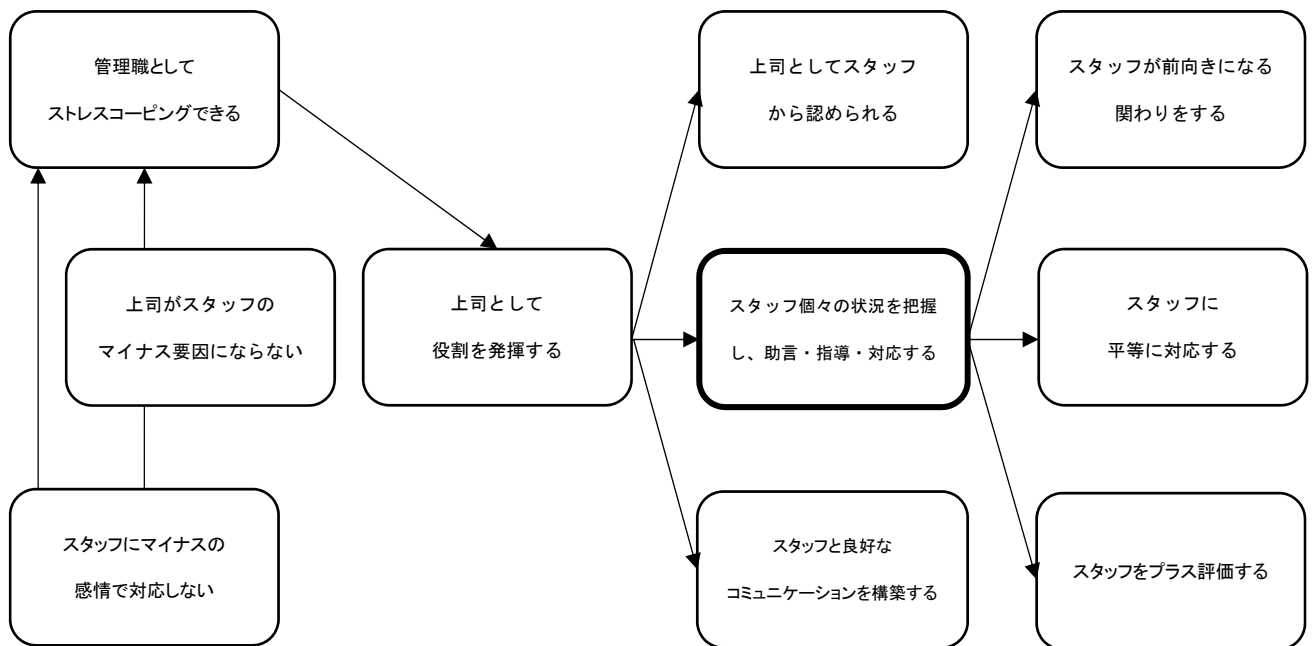 管理職として
ストレスコーピングできる
上司としてスタッフ
から認められる
スタッフが前向きになる
関わりをする
上司がスタッフの
マイナス要因にならない
上司として
役割を発揮する
スタッフ個々の状況を把握
し、助言・指導・対応する
スタッフに
平等に対応する
スタッフにマイナスの
感情で対応しない
スタッフと良好な
コミュニケーションを構築する
スタッフをプラス評価する